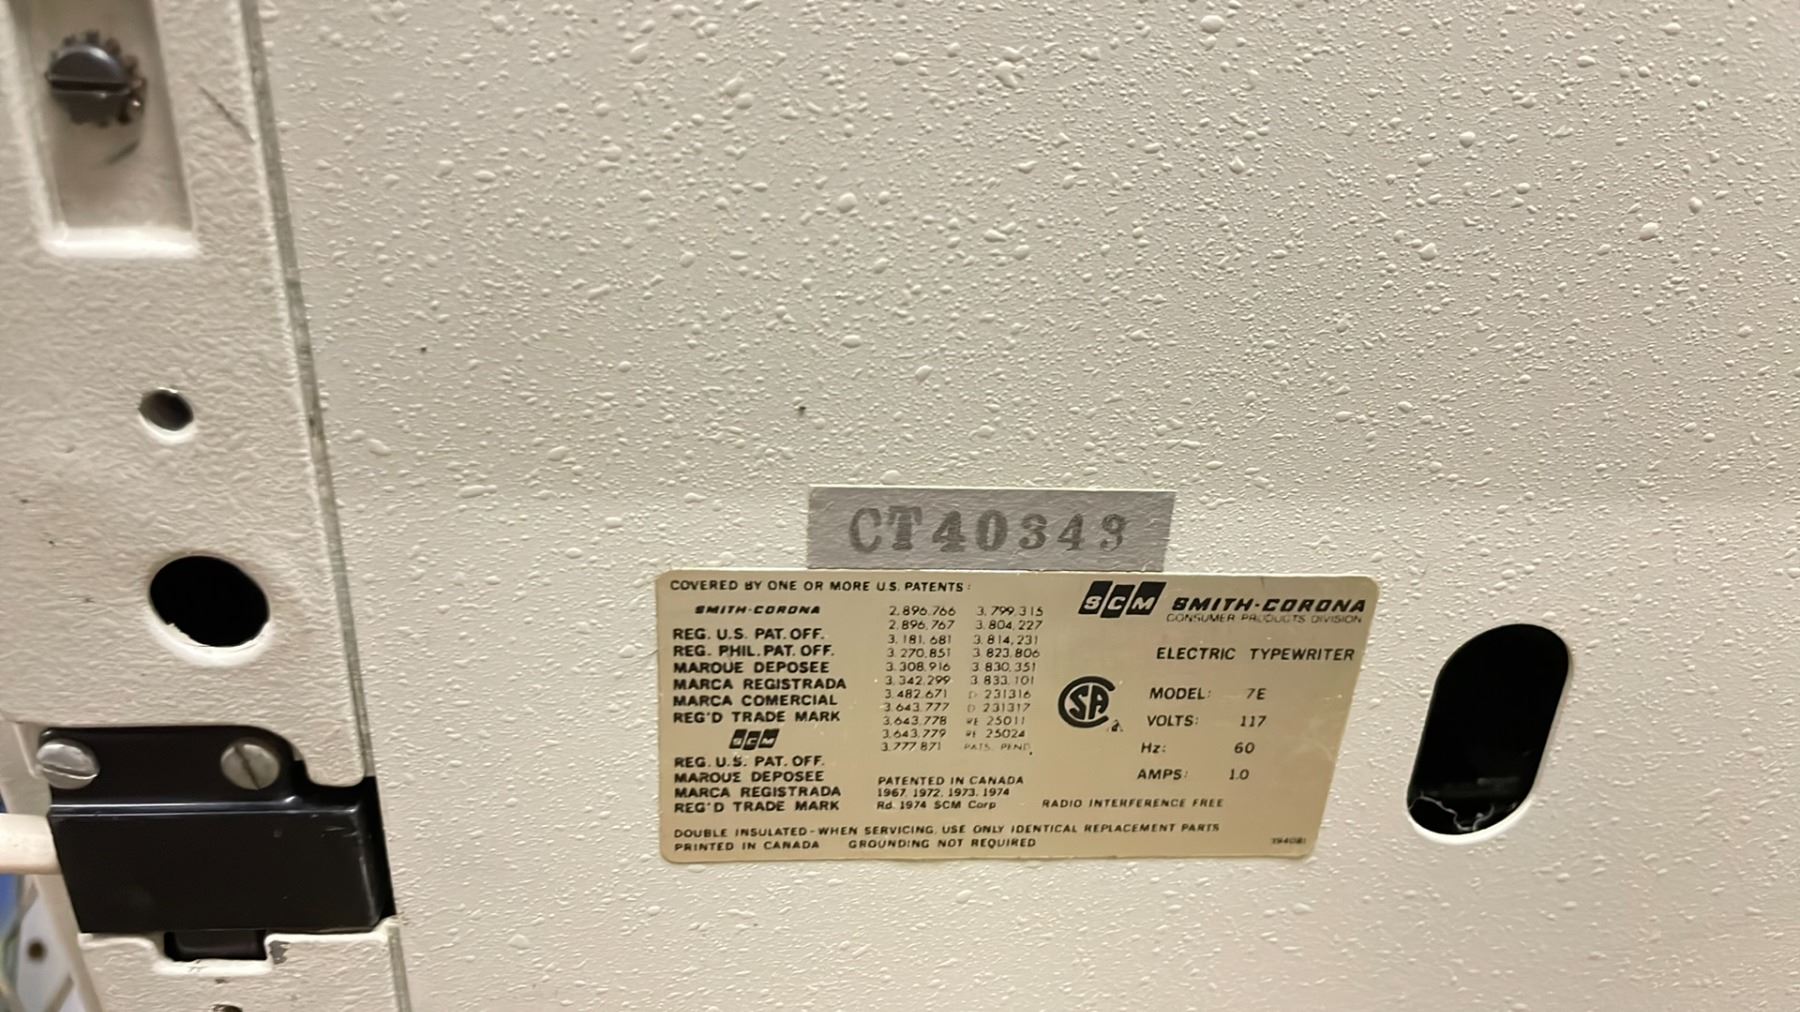 CT40343
COVERED BY ONE OR MORE U.S. PATENTS:
SMITH-CORONA
REG. U.S. PAT. OFF.
REG. PHIL. PAT. OFF.
MARQUE DEPOSEE
MARCA REGISTRADA
MARCA COMERCIAL
REG'D TRADE MARK
SCM
REG. U.S. PAT. OFF.
MARQUE DEPOSEE
MARCA REGISTRADA
REG'D TRADE MARK
2.896.766 3.799.315
2.896.767 3.804.227
3.181.681 3.814.231
3.270.851 3.823.806
3.308.916 3.830.351
3.342.299 3.833.101
3.482.671 D 231316
3.643.777 D 231317
3.643.778 RE 25011
3.643.779 RE 25024
3.777.871 PATS. PEND.
PATENTED IN CANADA
1967. 1972. 1973. 1974
Rd. 1974 SCM Corp
SCM SMITH-CORONA
CONSUMER PRODUCTS DIVISION
ELECTRIC TYPEWRITER
SA
MODEL: 7E
VOLTS: 117
Hz: 60
AMPS: 1.0
RADIO INTERFERENCE FREE
DOUBLE INSULATED - WHEN SERVICING, USE ONLY IDENTICAL REPLACEMENT PARTS
PRINTED IN CANADA GROUNDING NOT REQUIRED